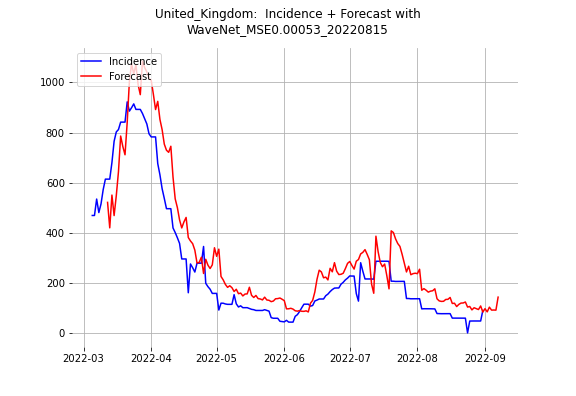 United_Kingdom:  Incidence + Forecast with
WaveNet_MSE0.00053_20220815
Incidence
Forecast
1000
800
600
400
200
0
2022-03 2022-04 2022-05 2022-06 2022-07 2022-08 2022-09